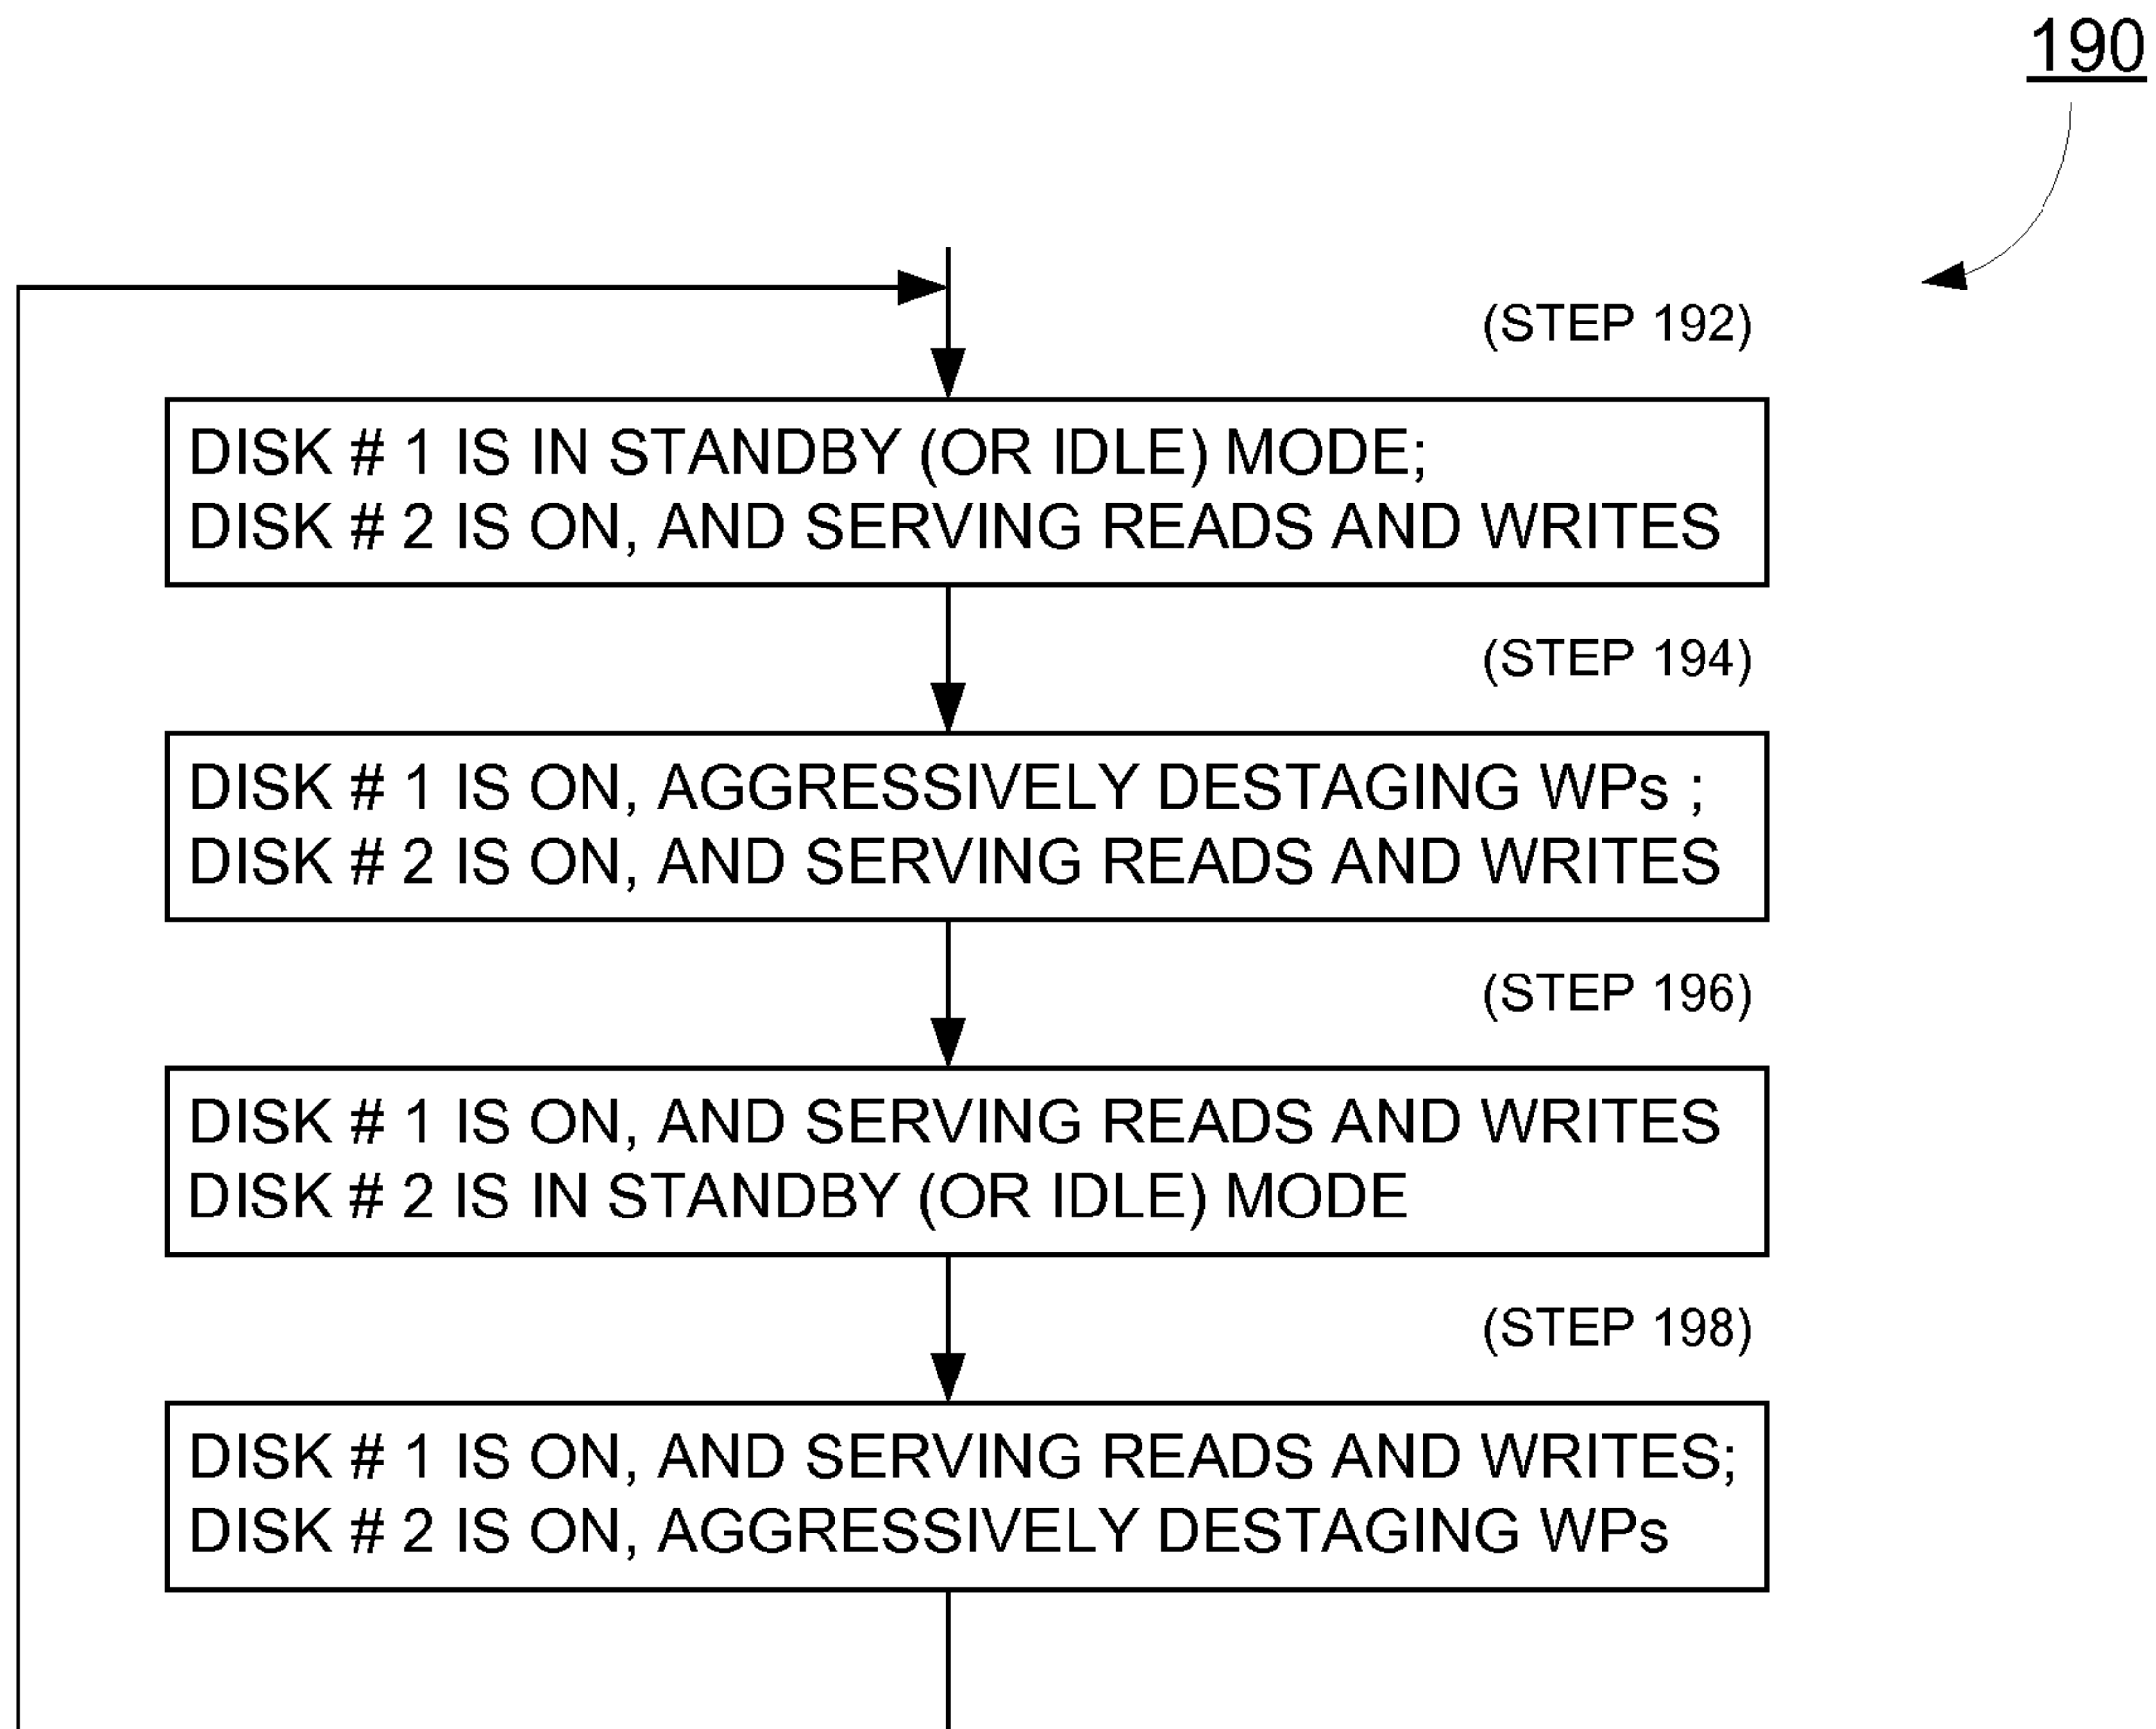 190
(STEP 192)
DISK # 1 IS IN STANDBY (OR IDLE) MODE;
DISK # 2 IS ON, AND SERVING READS AND WRITES
(STEP 194)
DISK # 1 IS ON, AGGRESSIVELY DESTAGING WPs ;
DISK # 2 IS ON, AND SERVING READS AND WRITES
(STEP 196)
DISK # 1 IS ON, AND SERVING READS AND WRITES
DISK # 2 IS IN STANDBY (OR IDLE) MODE
(STEP 198)
DISK # 1 IS ON, AND SERVING READS AND WRITES;
DISK # 2 IS ON, AGGRESSIVELY DESTAGING WPs